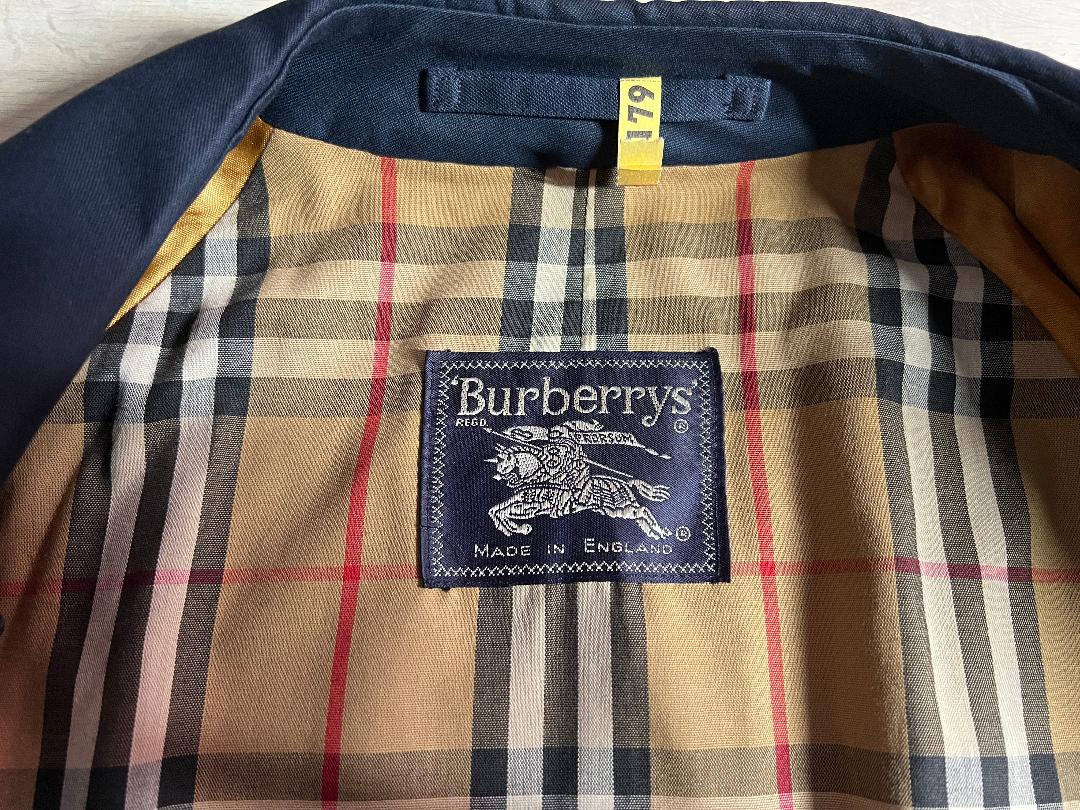 179
'Burberrys'
REGD.
®
PRORSUM
®
MADE IN ENGLAND